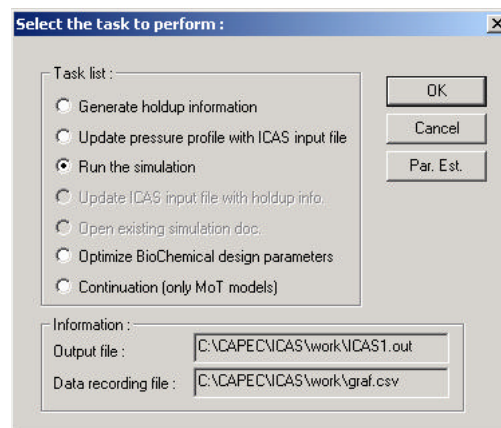 Select the task to perform :
Task list :
Generate holdup information
Update pressure profile with ICAS input file
Run the simulation
Update ICAS input file with holdup info.
Open existing simulation doc.
Optimize BioChemical design parameters
Continuation (only MoT models)
OK
Cancel
Par. Est.
Information :
Output file : C:\CAPEC\ICAS\work\ICAS1.out
Data recording file : C:\CAPEC\ICAS\work\graf.csv